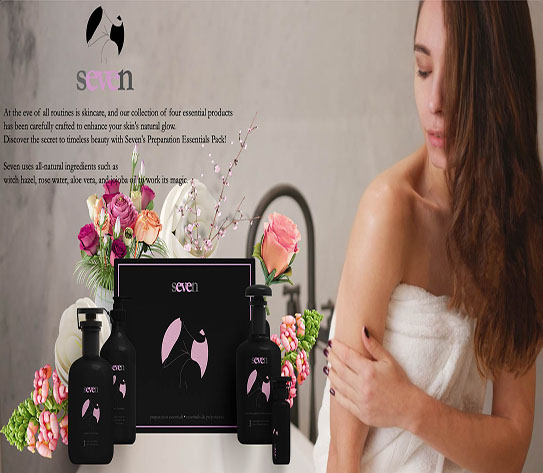 seven
At the eve of all routines is skincare, and our collection of four essential products
has been carefully crafted to enhance your skin's natural glow.
Discover the secret to timeless beauty with Seven's Preparation Essentials Pack!
Seven uses all-natural ingredients such as
witch-hazel, rose-water, aloe vera, and jojoba oil to work its magic.
seven
seven
seven
seven